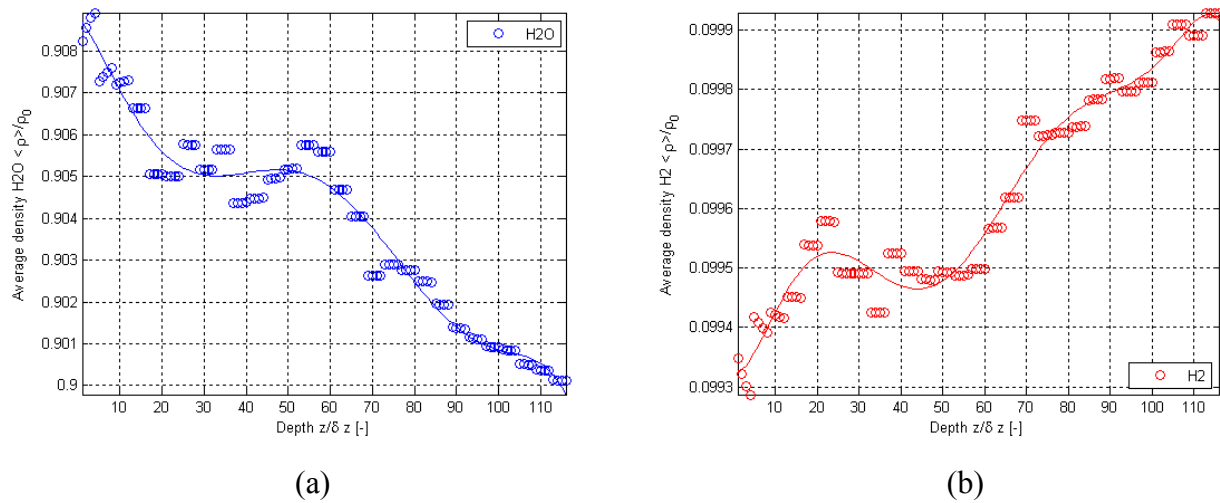 Average density H2O < ρ>/ρ0
0.908
0.907
0.906
0.905
0.904
0.903
0.902
0.901
0.9
10 20 30 40 50 60 70 80 90 100 110
Depth z/δ z [-]
H2O
(a)
Average density H2 < ρ>/ρ0
0.0999
0.0998
0.0997
0.0996
0.0995
0.0994
0.0993
10 20 30 40 50 60 70 80 90 100 110
Depth z/δ z [-]
H2
(b)